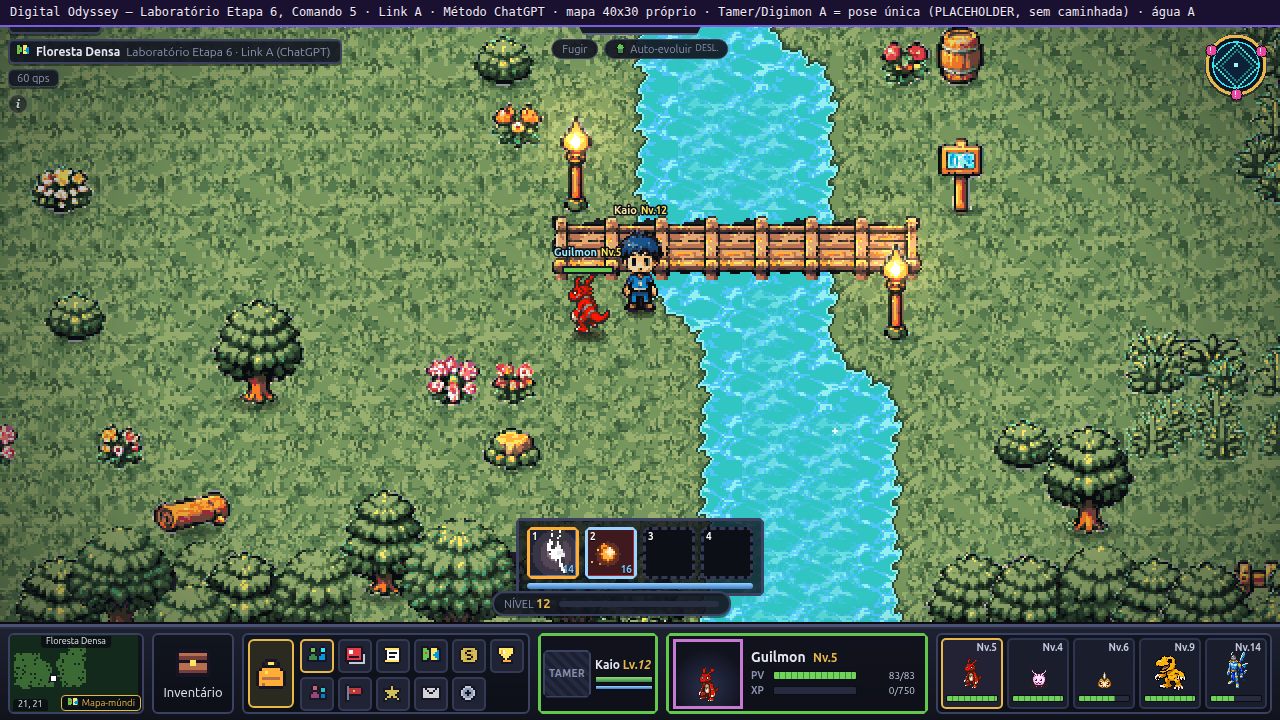 Digital Odyssey — Laboratório Etapa 6, Comando 5 · Link A · Método ChatGPT · mapa 40x30 próprio · Tamer/Digimon A = pose única (PLACEHOLDER, sem caminhada) · água A
Floresta Densa Laboratório Etapa 6 · Link A (ChatGPT)
Fugir
Auto-evoluir DESL.
60 qps
i
Kaio Nv.12
Guilmon Nv.5
1
2
3
4
14
16
NÍVEL 12
Floresta Densa
21, 21
Mapa-múndi
Inventário
TAMER
Kaio Lv.12
Guilmon Nv.5
PV 83/83
XP 0/750
Nv.5
Nv.4
Nv.6
Nv.9
Nv.14